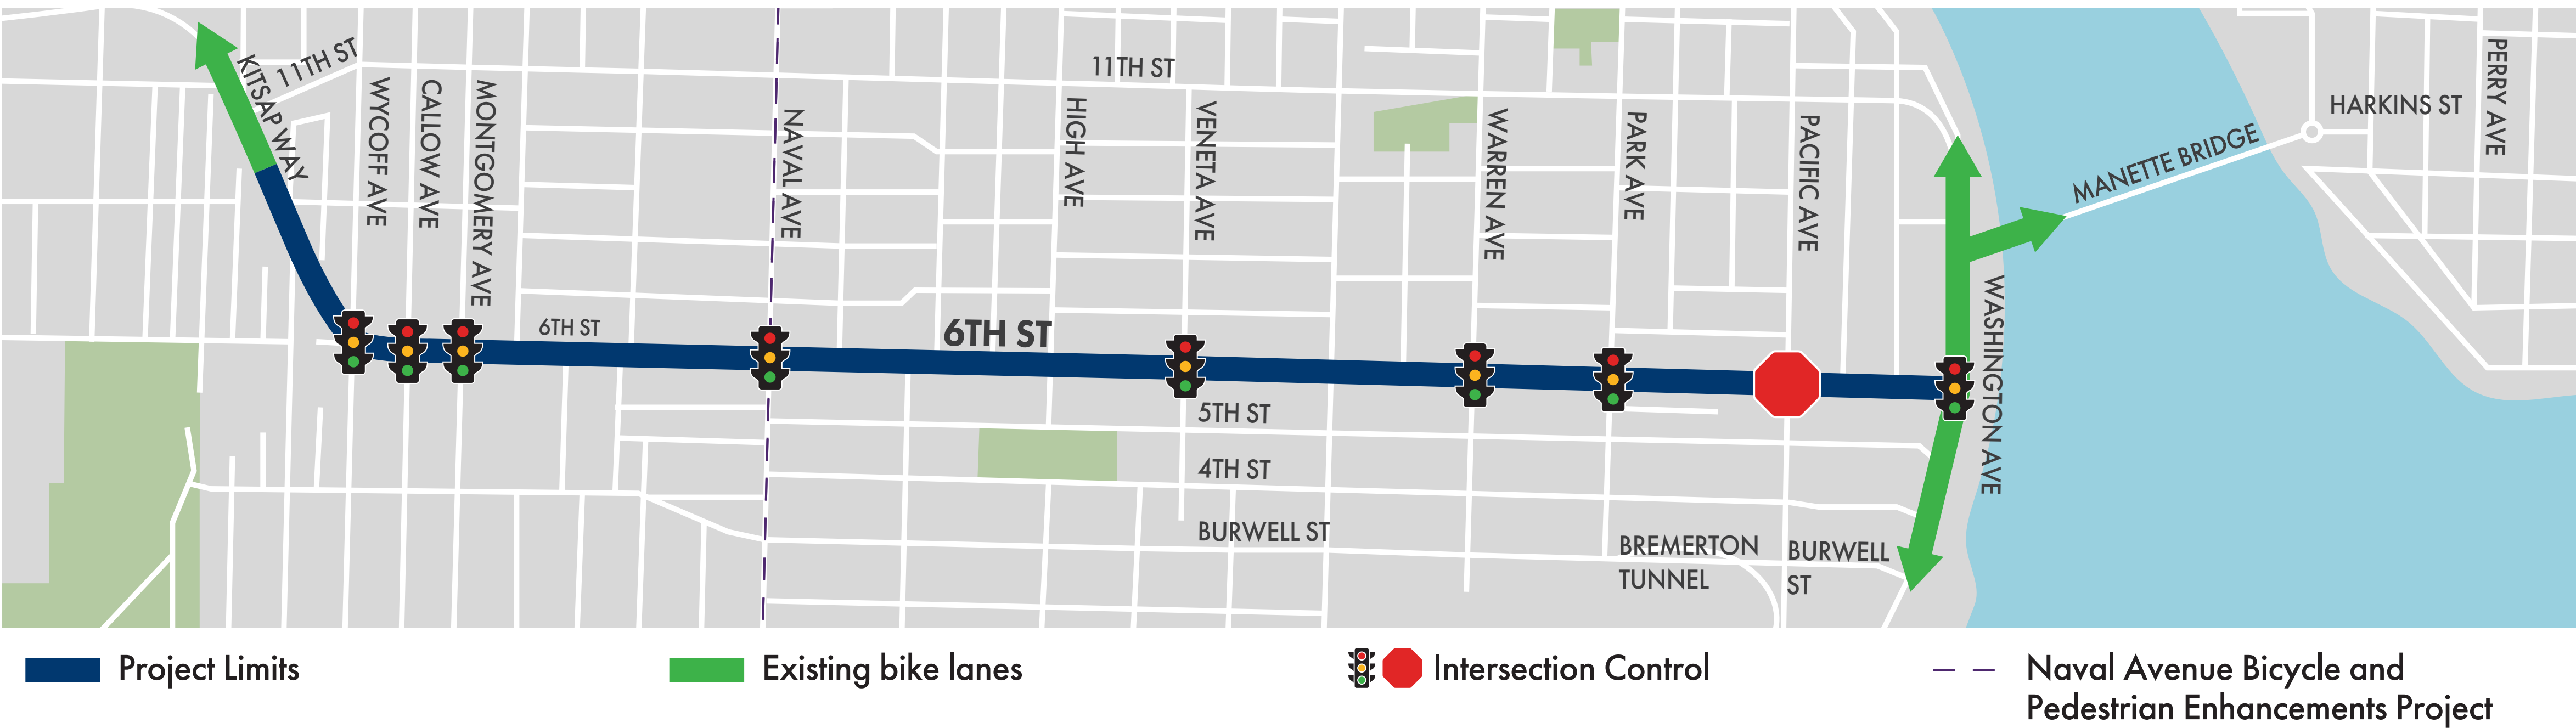 KITSAP WAY
11TH ST
WYCOFF AVE
CALLOW AVE
MONTGOMERY AVE
NAVAL AVE
11TH ST
HIGH AVE
VENETA AVE
WARREN AVE
PARK AVE
PACIFIC AVE
MANETTE BRIDGE
HARKINS ST
PERRY AVE
6TH ST
6TH ST
WASHINGTON AVE
5TH ST
4TH ST
BURWELL ST
BREMERTON
TUNNEL
BURWELL
ST
Project Limits
Existing bike lanes
Intersection Control
Naval Avenue Bicycle and
Pedestrian Enhancements Project